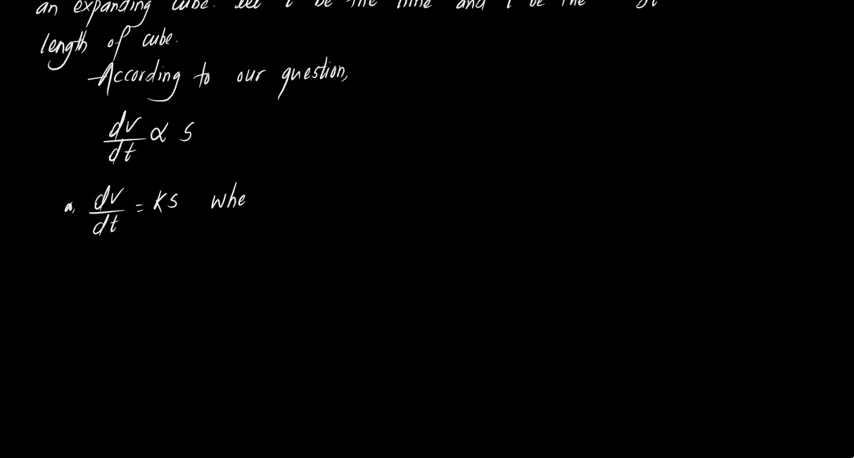 an expanding cube. Let t be the time and l be the
length of cube.
According to our question,
dv/dt ∝ S
a. dv/dt = KS whe